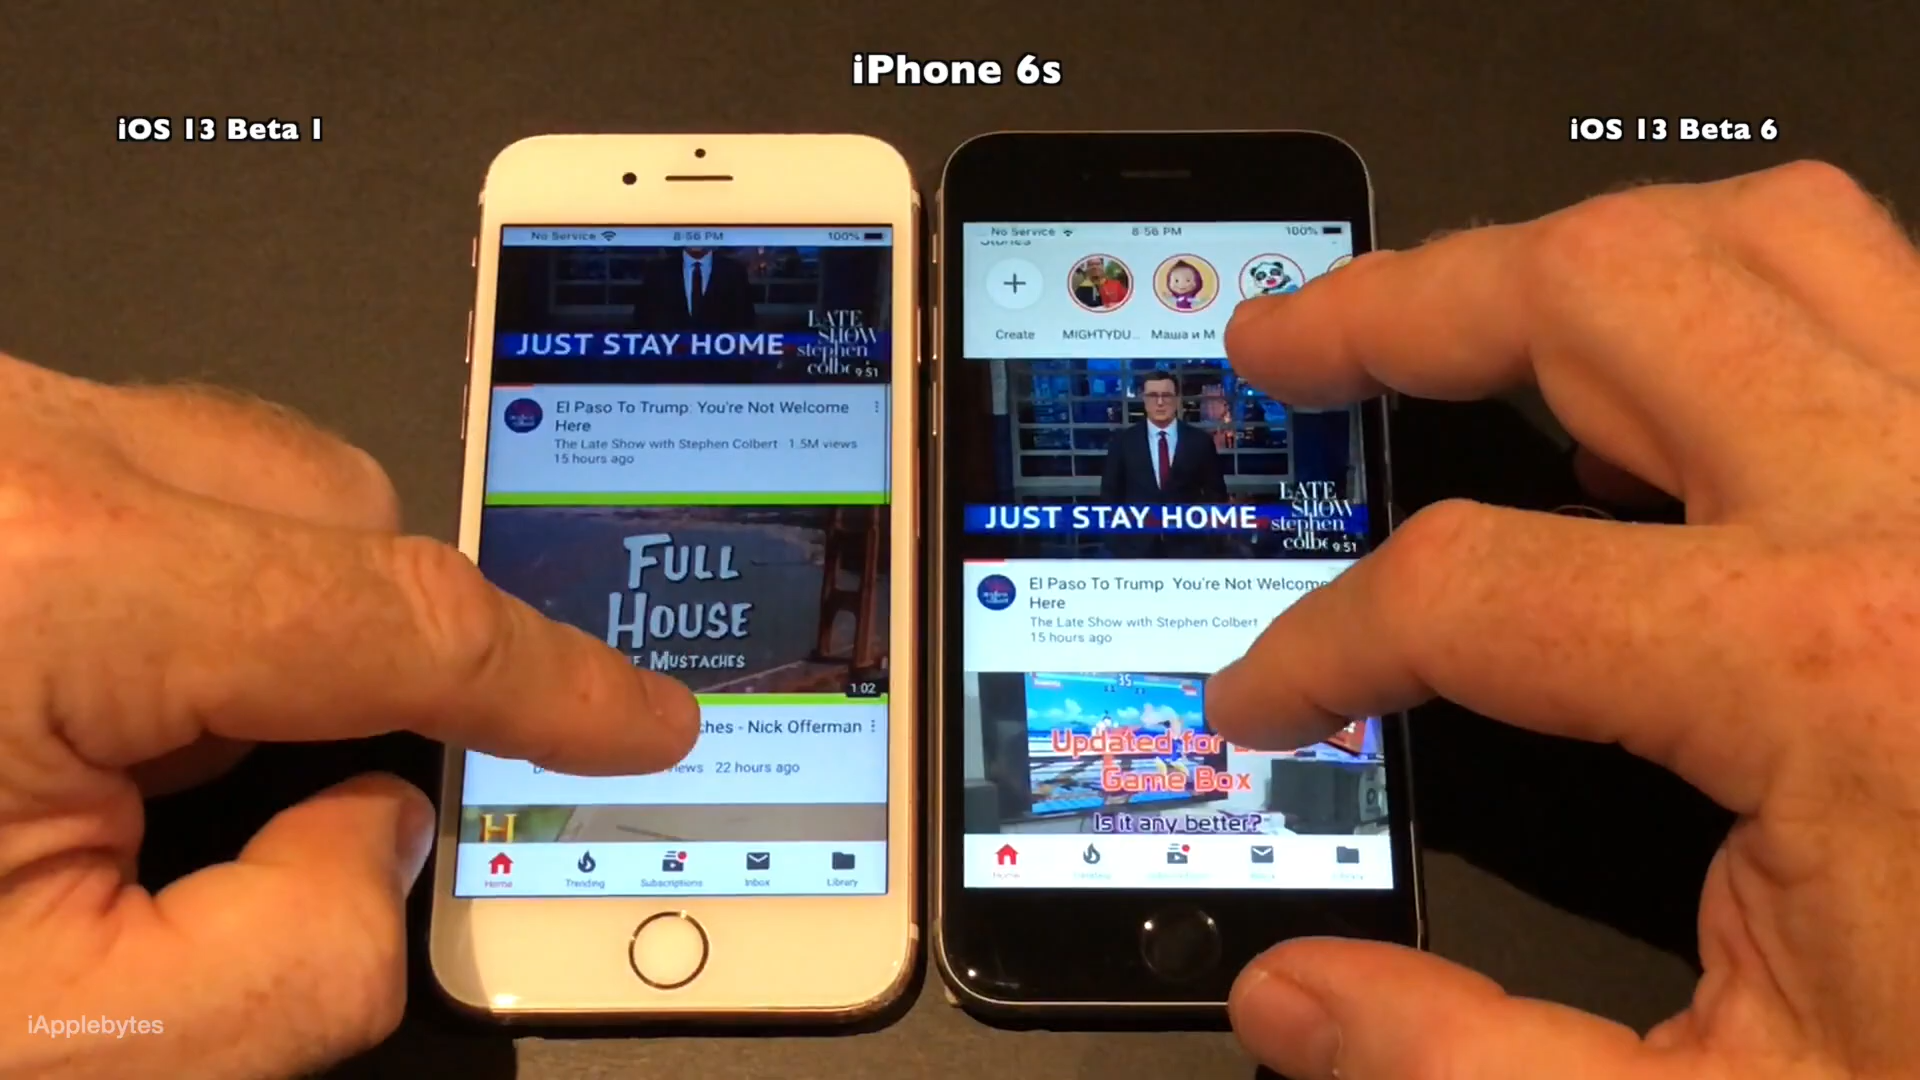 iPhone 6s
iOS 13 Beta 1
iOS 13 Beta 6
No Service
8:56 PM
100%
JUST STAY HOME
LATE
SHOW
stephen
colbe
9:51
El Paso To Trump: You're Not Welcome
Here
The Late Show with Stephen Colbert 1.5M views
15 hours ago
FULL
HOUSE
MUSTACHES
1:02
ches - Nick Offerman
22 hours ago
H
Home
Trending
Subscriptions
Inbox
Library
No Service
8:56 PM
100%
Stories
Create
MIGHTYDU...
Маша и М
JUST STAY HOME
LATE
SHOW
stephen
colbe
9:51
El Paso To Trump You're Not Welcome
Here
The Late Show with Stephen Colbert
15 hours ago
35
Updated for
Game Box
Is it any better?
Home
iApplebytes